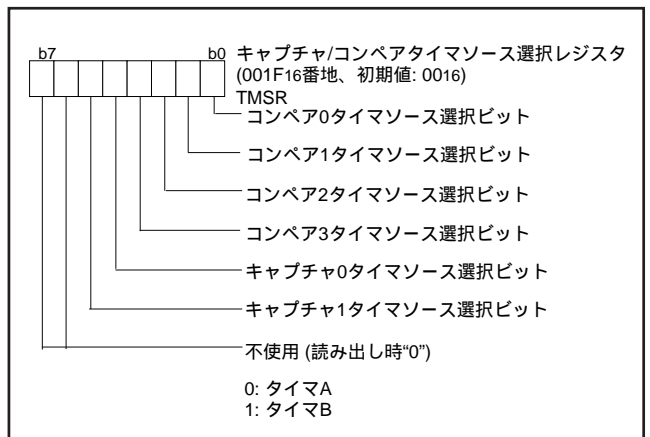 b7 b0 キャプチャ/コンペアタイマソース選択レジスタ
(001F16番地、初期値: 0016)
TMSR
コンペア0タイマソース選択ビット
コンペア1タイマソース選択ビット
コンペア2タイマソース選択ビット
コンペア3タイマソース選択ビット
キャプチャ0タイマソース選択ビット
キャプチャ1タイマソース選択ビット
不使用 (読み出し時“0”)
0: タイマA
1: タイマB